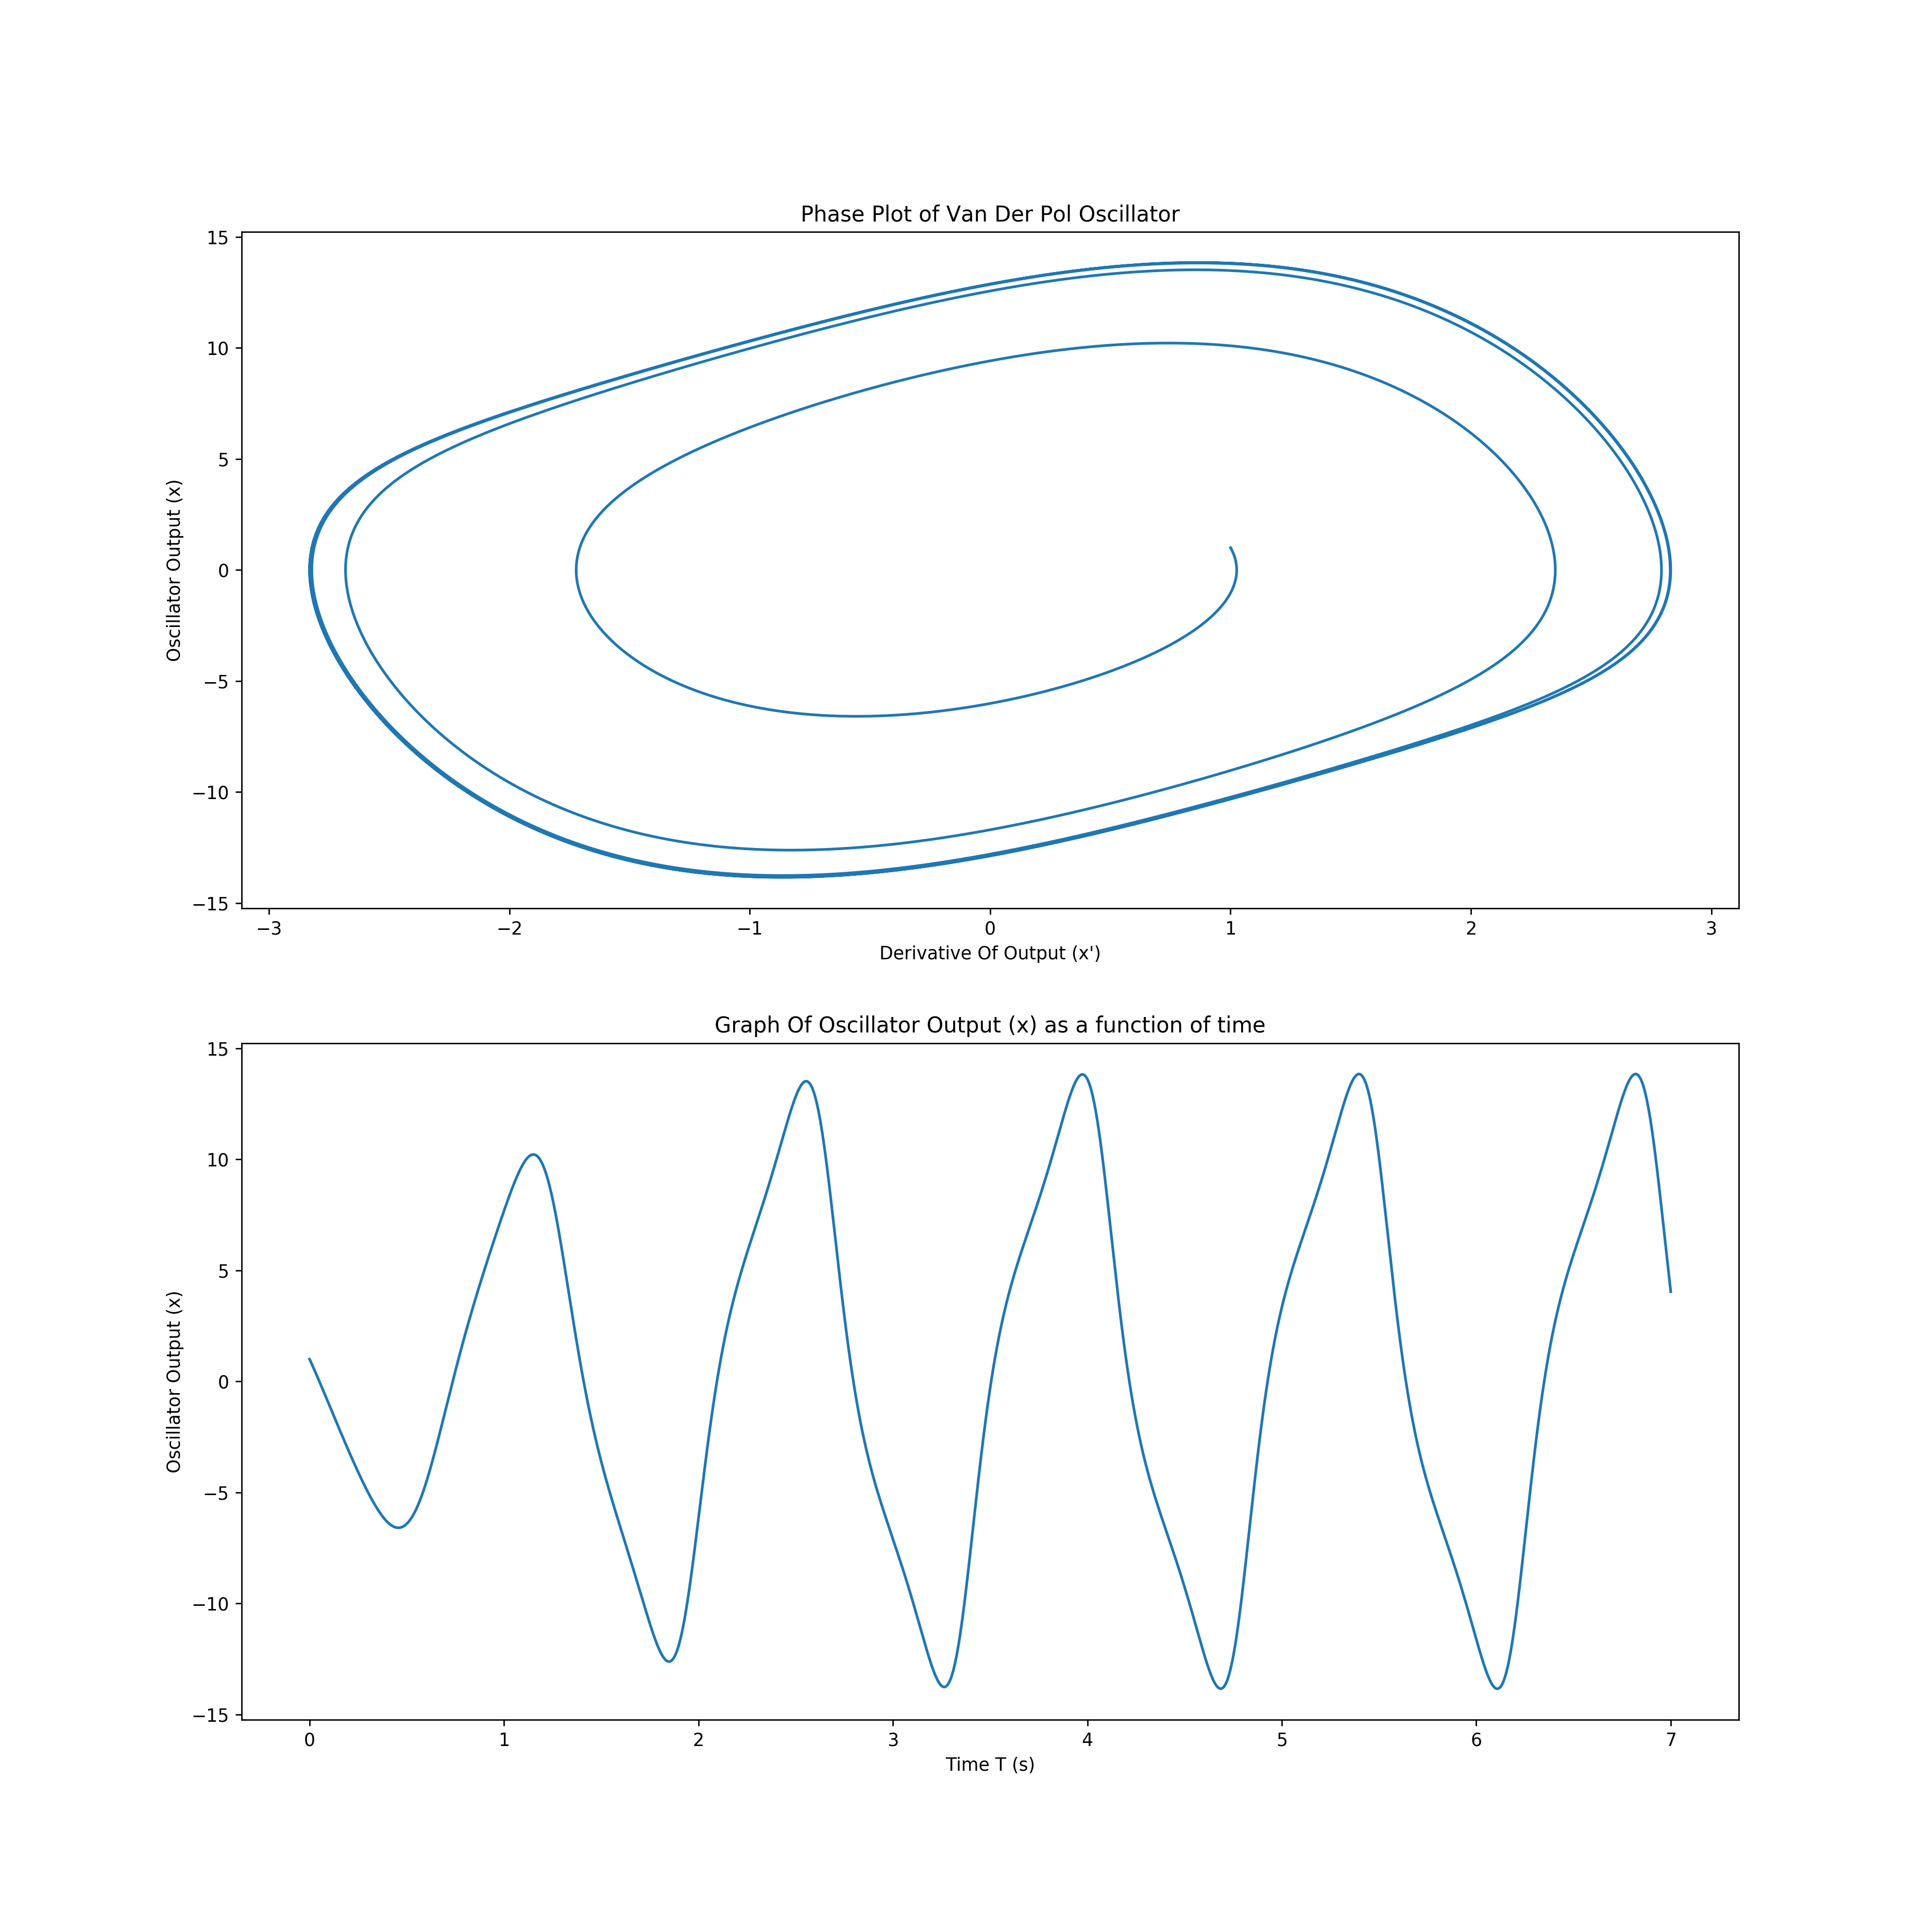 Phase Plot of Van Der Pol Oscillator
15
10
5
0
−5
−10
−15
Oscillator Output (x)
−3 −2 −1 0 1 2 3
Derivative Of Output (x')
Graph Of Oscillator Output (x) as a function of time
15
10
5
0
−5
−10
−15
Oscillator Output (x)
0 1 2 3 4 5 6 7
Time T (s)